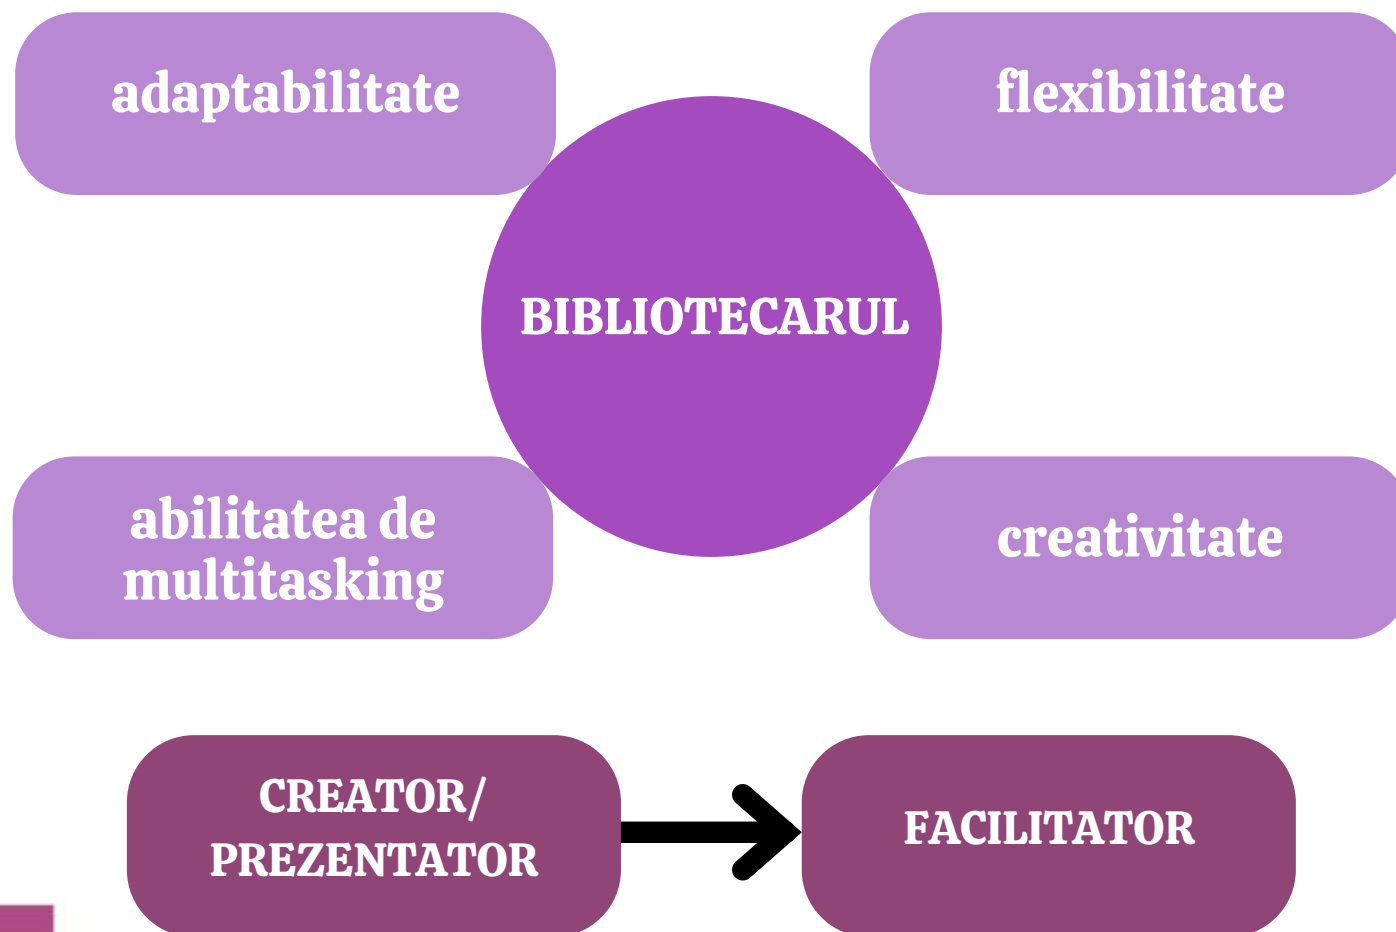 adaptabilitate
flexibilitate
BIBLIOTECARUL
abilitatea de
multitasking
creativitate
CREATOR/
PREZENTATOR
FACILITATOR